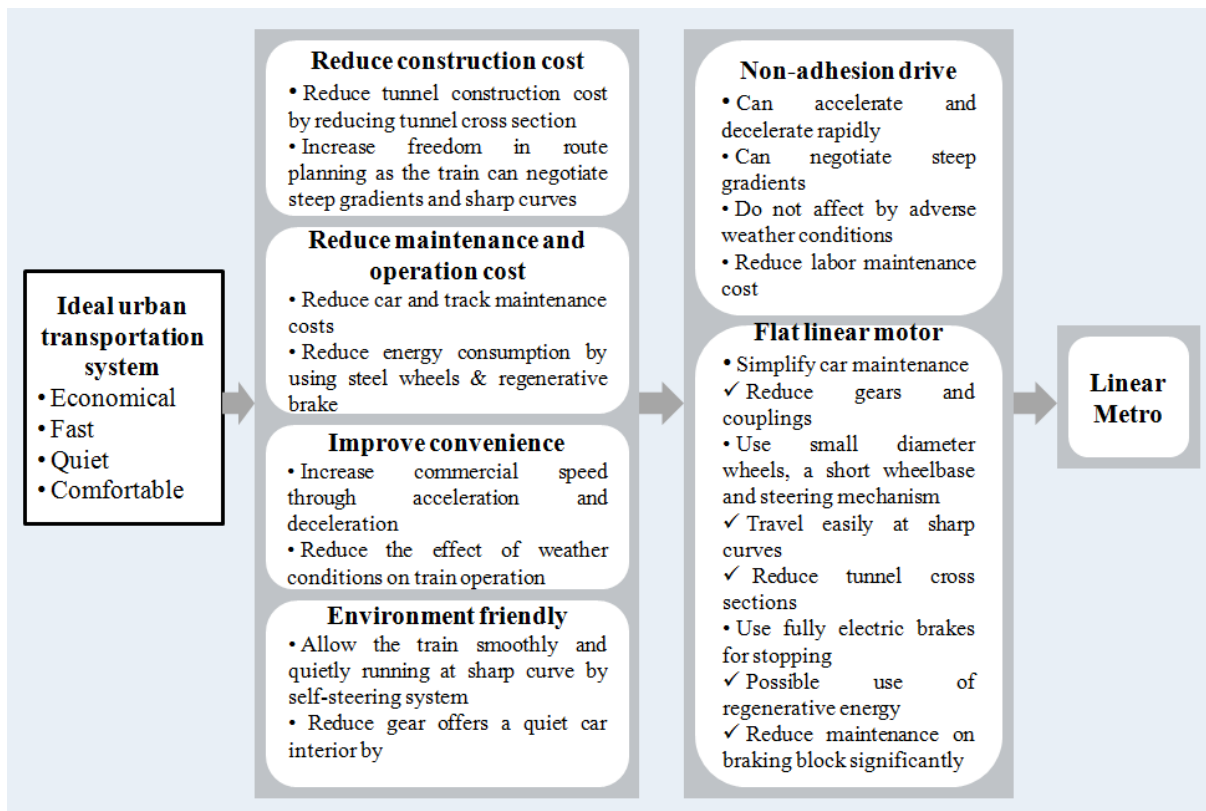 Ideal urban
transportation
system
• Economical
• Fast
• Quiet
• Comfortable
Reduce construction cost
• Reduce tunnel construction cost
by reducing tunnel cross section
• Increase freedom in route
planning as the train can negotiate
steep gradients and sharp curves
Reduce maintenance and
operation cost
• Reduce car and track maintenance
costs
• Reduce energy consumption by
using steel wheels & regenerative
brake
Improve convenience
• Increase commercial speed
through acceleration and
deceleration
• Reduce the effect of weather
conditions on train operation
Environment friendly
• Allow the train smoothly and
quietly running at sharp curve by
self-steering system
• Reduce gear offers a quiet car
interior by
Non-adhesion drive
• Can accelerate and
decelerate rapidly
• Can negotiate steep
gradients
• Do not affect by adverse
weather conditions
• Reduce labor maintenance
cost
Flat linear motor
• Simplify car maintenance
✓ Reduce gears and
couplings
• Use small diameter
wheels, a short wheelbase
and steering mechanism
✓ Travel easily at sharp
curves
✓ Reduce tunnel cross
sections
• Use fully electric brakes
for stopping
✓ Possible use of
regenerative energy
✓ Reduce maintenance on
braking block significantly
Linear
Metro